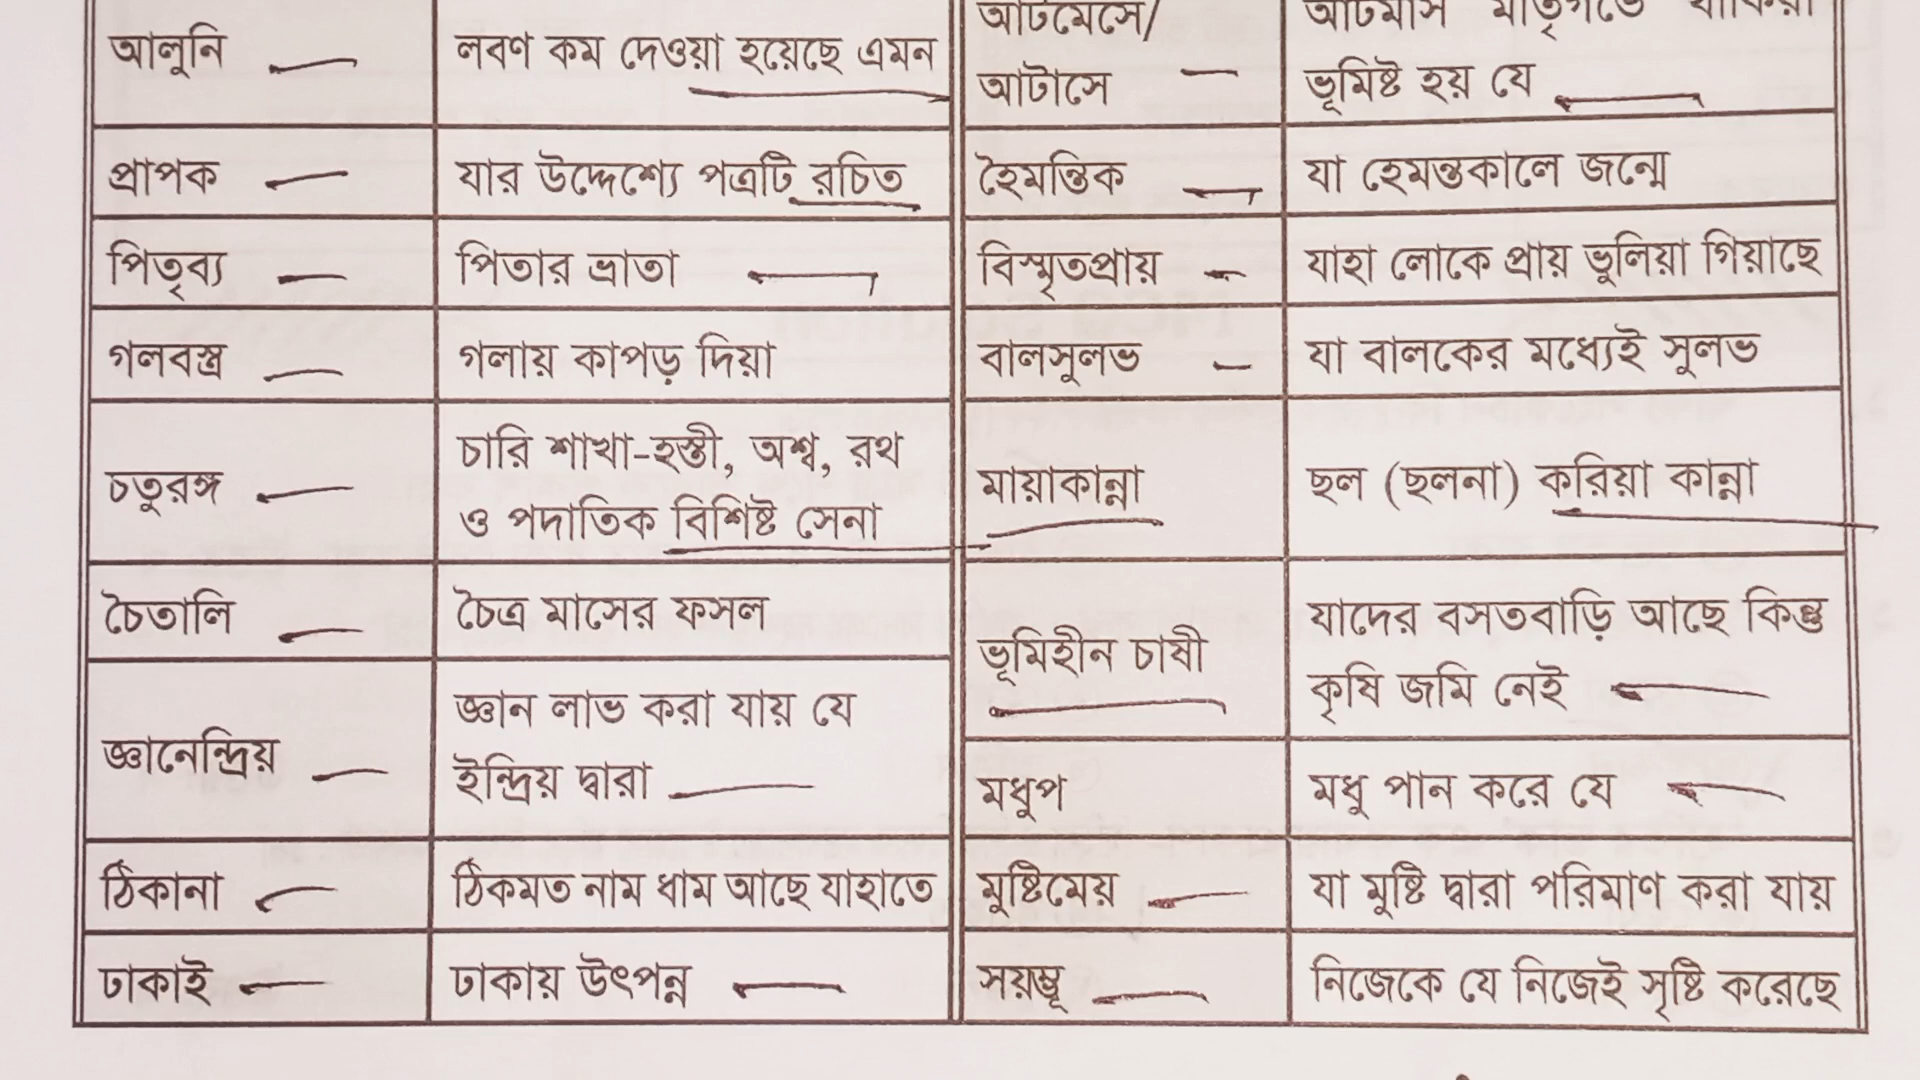 আলুনি
লবণ কম দেওয়া হয়েছে এমন
আটমেসে/
আটাসে
আটমাস মাতৃগর্ভে থাকিয়া
ভূমিষ্ট হয় যে
প্রাপক
যার উদ্দেশ্যে পত্রটি রচিত
হৈমন্তিক
যা হেমন্তকালে জন্মে
পিতৃব্য
পিতার ভ্রাতা
বিস্মৃতপ্রায়
যাহা লোকে প্রায় ভুলিয়া গিয়াছে
গলবস্ত্র
গলায় কাপড় দিয়া
বালসুলভ
যা বালকের মধ্যেই সুলভ
চতুরঙ্গ
চারি শাখা-হস্তী, অশ্ব, রথ
ও পদাতিক বিশিষ্ট সেনা
মায়াকান্না
ছল (ছলনা) করিয়া কান্না
চৈতালি
চৈত্র মাসের ফসল
ভূমিহীন চাষী
যাদের বসতবাড়ি আছে কিন্তু
কৃষি জমি নেই
জ্ঞানেন্দ্রিয়
জ্ঞান লাভ করা যায় যে
ইন্দ্রিয় দ্বারা
মধুপ
মধু পান করে যে
ঠিকানা
ঠিকমত নাম ধাম আছে যাহাতে
মুষ্টিমেয়
যা মুষ্টি দ্বারা পরিমাণ করা যায়
ঢাকাই
ঢাকায় উৎপন্ন
সয়ম্ভূ
নিজেকে যে নিজেই সৃষ্টি করেছে